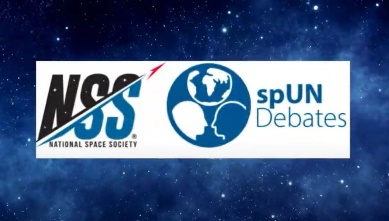 NSS®
NATIONAL SPACE SOCIETY
spUN
Debates